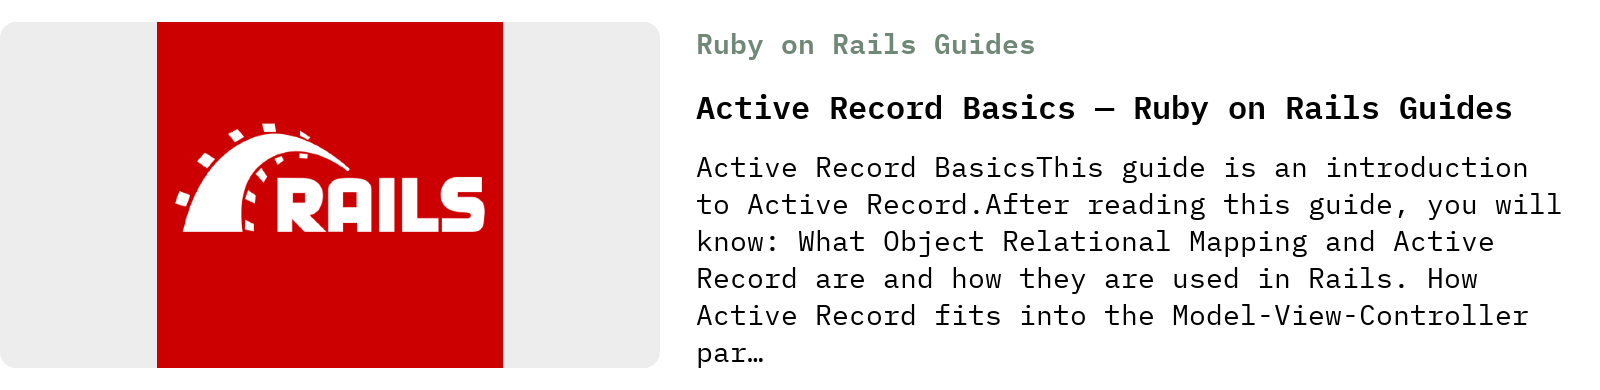 RAILS
Ruby on Rails Guides
Active Record Basics — Ruby on Rails Guides
Active Record BasicsThis guide is an introduction
to Active Record.After reading this guide, you will
know: What Object Relational Mapping and Active
Record are and how they are used in Rails. How
Active Record fits into the Model-View-Controller
par…